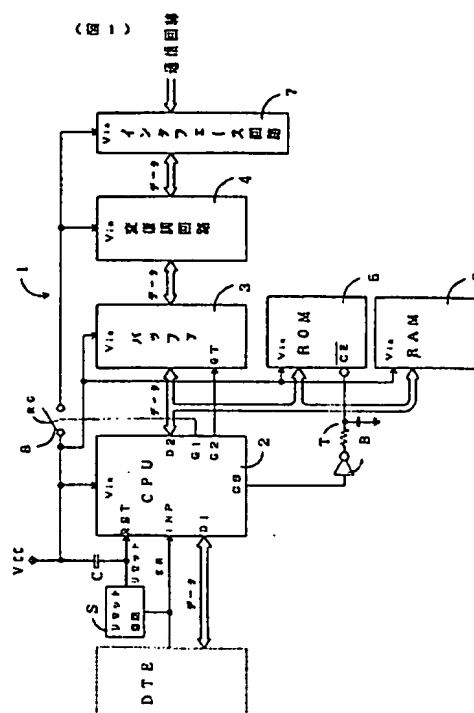 (図1)
通信回線
1
7
Vin
インタフェース回路
データ
4
Vin
変復調回路
データ
3
Vin
バッファ
GT
データ
8
RC
VCC
C
2
Vin
CPU
RST
INP
D1
D2
G1
G2
CS
リセット
ER
データ
S
リセット
回路
DTE
6
Vin
ROM
CE
T
B
Vin
RAM